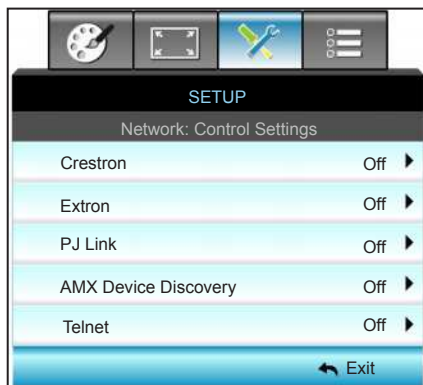 SETUP
Network: Control Settings
Crestron Off
Extron Off
PJ Link Off
AMX Device Discovery Off
Telnet Off
Exit